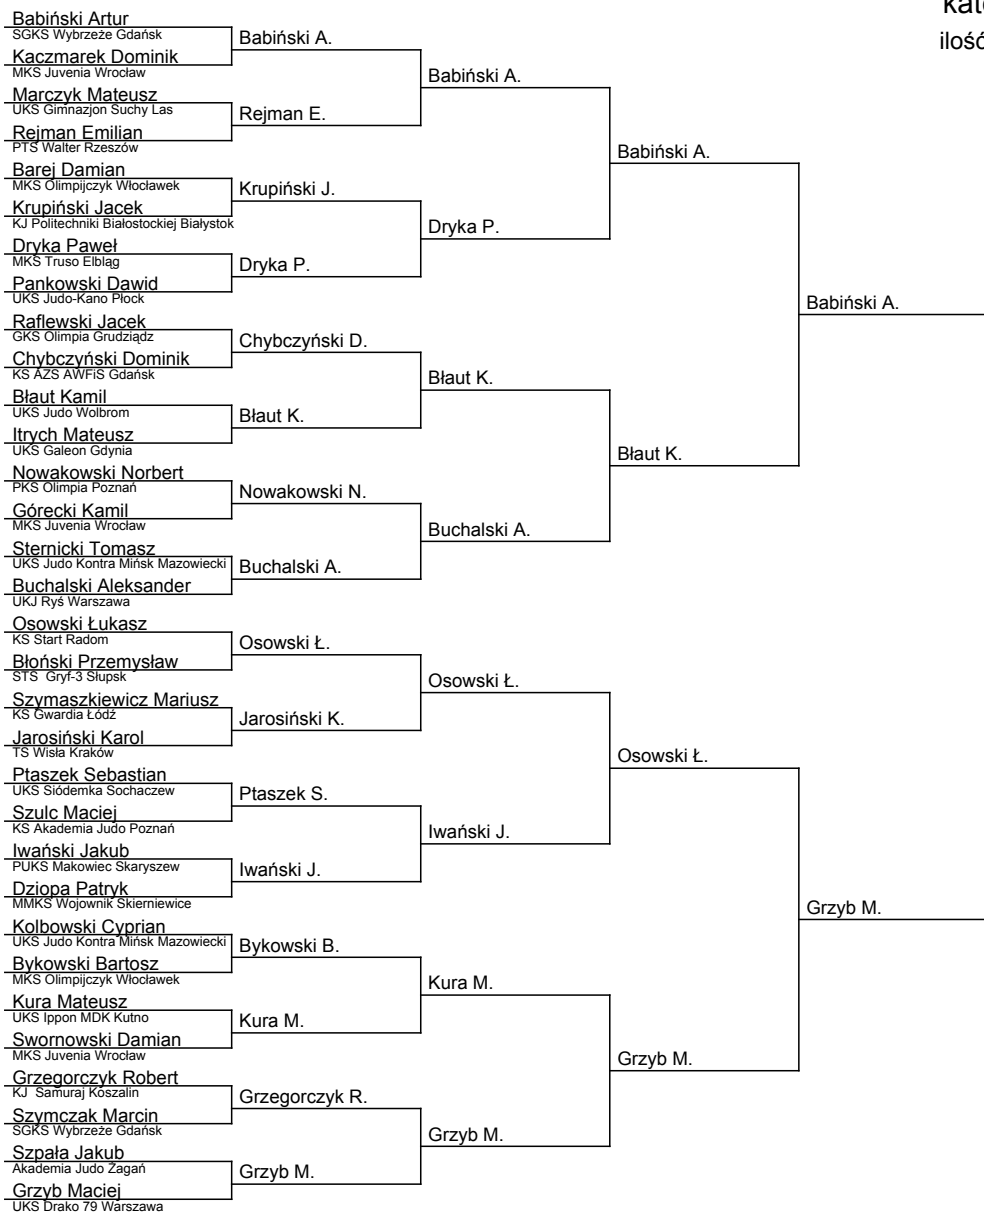 kat
ilość
Babiński Artur
SGKS Wybrzeże Gdańsk
Kaczmarek Dominik
MKS Juvenia Wrocław
Marczyk Mateusz
UKS Gimnazjon Suchy Las
Rejman Emilian
PTS Walter Rzeszów
Barej Damian
MKS Olimpijczyk Włocławek
Krupiński Jacek
KJ Politechniki Białostockiej Białystok
Dryka Paweł
MKS Truso Elbląg
Pankowski Dawid
UKS Judo-Kano Płock
Raflewski Jacek
GKS Olimpia Grudziądz
Chybczyński Dominik
KS AZS AWFiS Gdańsk
Błaut Kamil
UKS Judo Wolbrom
Itrych Mateusz
UKS Galeon Gdynia
Nowakowski Norbert
PKS Olimpia Poznań
Górecki Kamil
MKS Juvenia Wrocław
Sternicki Tomasz
UKS Judo Kontra Mińsk Mazowiecki
Buchalski Aleksander
UKJ Ryś Warszawa
Osowski Łukasz
KS Start Radom
Błoński Przemysław
STS Gryf-3 Słupsk
Szymaszkiewicz Mariusz
KS Gwardia Łódź
Jarosiński Karol
TS Wisła Kraków
Ptaszek Sebastian
UKS Siódemka Sochaczew
Szulc Maciej
KS Akademia Judo Poznań
Iwański Jakub
PUKS Makowiec Skaryszew
Dziopa Patryk
MMKS Wojownik Skierniewice
Kolbowski Cyprian
UKS Judo Kontra Mińsk Mazowiecki
Bykowski Bartosz
MKS Olimpijczyk Włocławek
Kura Mateusz
UKS Ippon MDK Kutno
Swornowski Damian
MKS Juvenia Wrocław
Grzegorczyk Robert
KJ Samuraj Koszalin
Szymczak Marcin
SGKS Wybrzeże Gdańsk
Szpała Jakub
Akademia Judo Żagań
Grzyb Maciej
UKS Drako 79 Warszawa
Babiński A.
Rejman E.
Krupiński J.
Dryka P.
Chybczyński D.
Błaut K.
Nowakowski N.
Buchalski A.
Osowski Ł.
Jarosiński K.
Ptaszek S.
Iwański J.
Bykowski B.
Kura M.
Grzegorczyk R.
Grzyb M.
Babiński A.
Dryka P.
Błaut K.
Buchalski A.
Osowski Ł.
Iwański J.
Kura M.
Grzyb M.
Babiński A.
Błaut K.
Osowski Ł.
Grzyb M.
Babiński A.
Grzyb M.